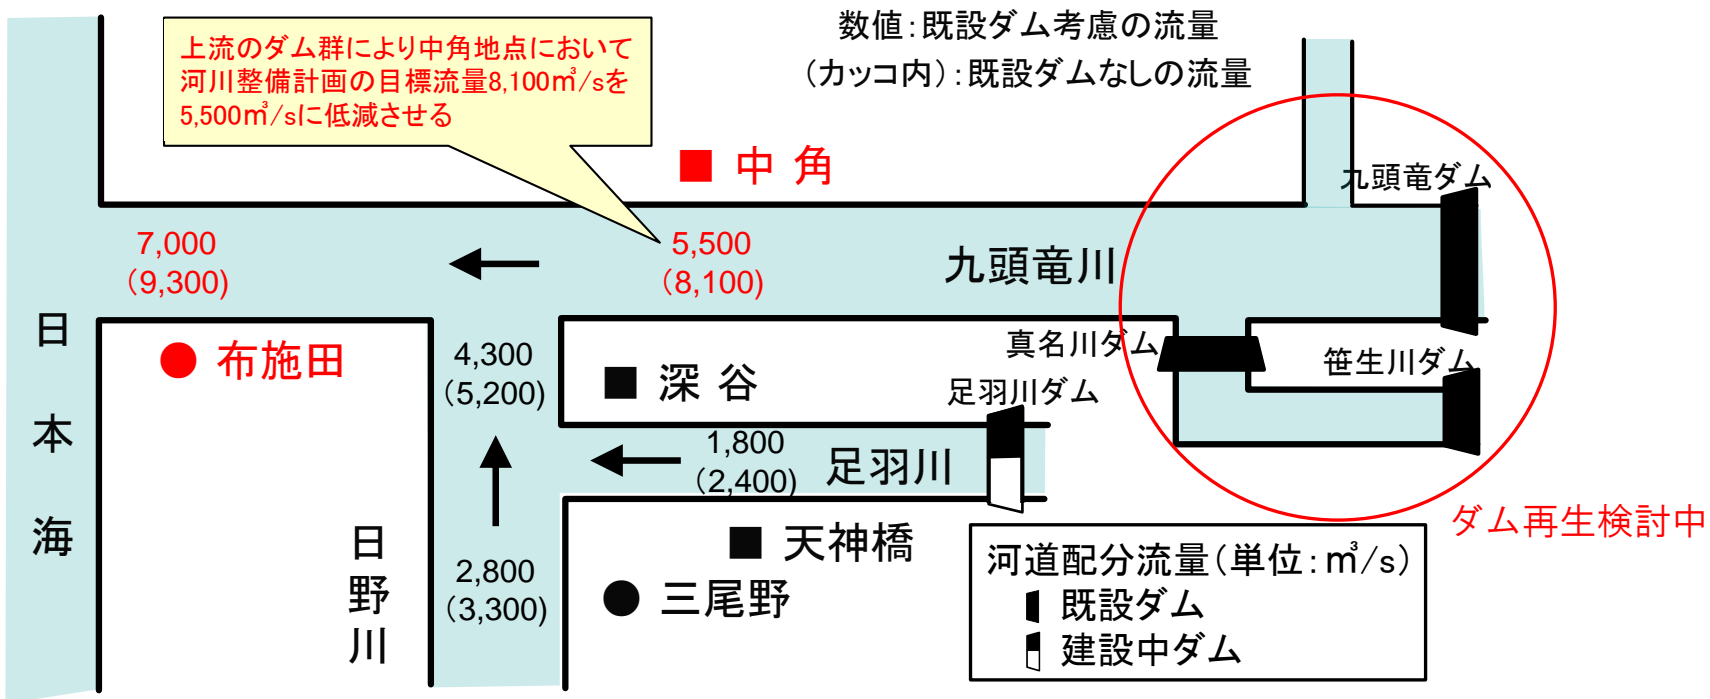 数値：既設ダム考慮の流量
（カッコ内）：既設ダムなしの流量
上流のダム群により中角地点において
河川整備計画の目標流量8,100㎥/sを
5,500㎥/sに低減させる
■ 中 角
九頭竜ダム
7,000
(9,300)
5,500
(8,100)
九頭竜川
日本海
● 布施田
4,300
(5,200)
■ 深 谷
真名川ダム
笹生川ダム
足羽川ダム
1,800
(2,400)
足羽川
ダム再生検討中
■ 天神橋
日野川
2,800
(3,300)
● 三尾野
河道配分流量（単位：㎥/s）
既設ダム
建設中ダム